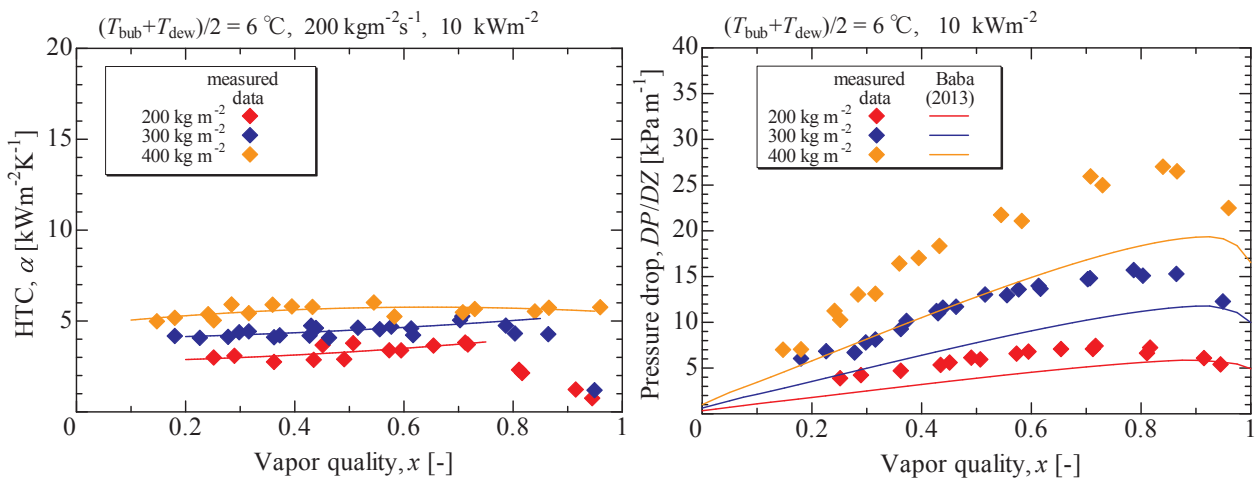 (T_bub+T_dew)/2 = 6 ℃, 200 kgm⁻²s⁻¹, 10 kWm⁻²
20
15
10
5
0
0.2
0.4
0.6
0.8
1
HTC, α [kWm⁻²K⁻¹]
Vapor quality, x [-]
measured
data
200 kg m⁻²
300 kg m⁻²
400 kg m⁻²
(T_bub+T_dew)/2 = 6 ℃, 10 kWm⁻²
40
35
30
25
20
15
10
5
0
0.2
0.4
0.6
0.8
1
Pressure drop, DP/DZ [kPa m⁻¹]
Vapor quality, x [-]
measured Baba
data (2013)
200 kg m⁻²
300 kg m⁻²
400 kg m⁻²